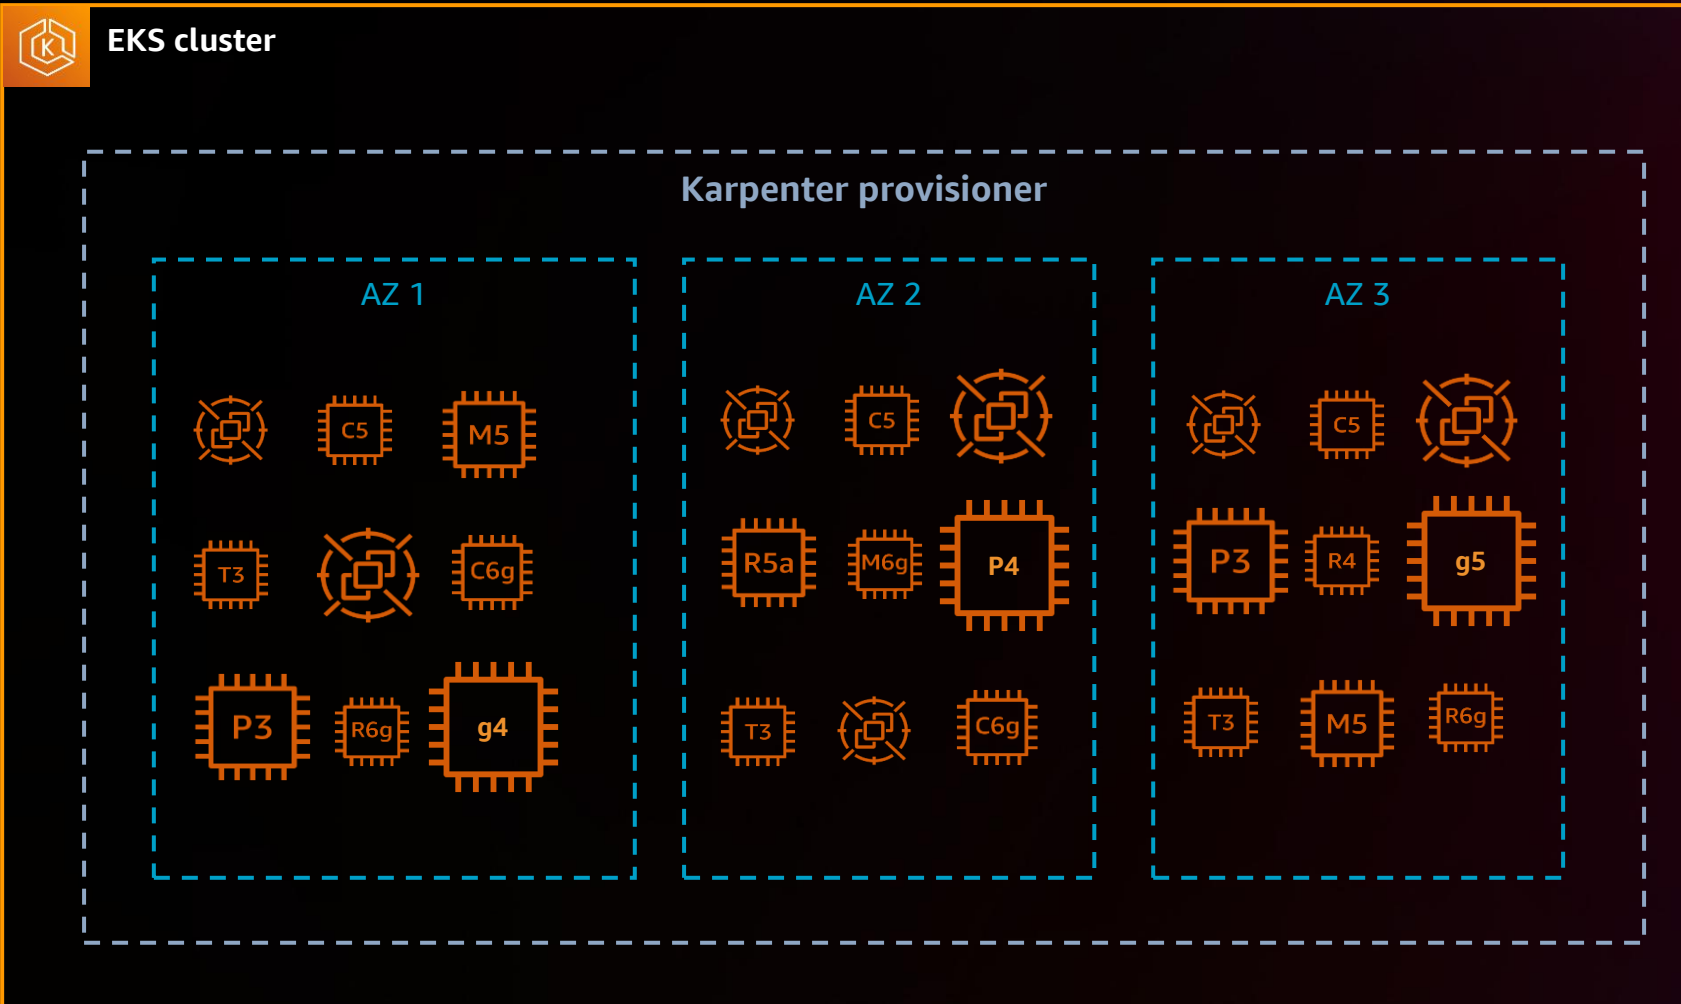 EKS cluster
Karpenter provisioner
AZ 1
C5
M5
T3
C6g
P3
R6g
g4
AZ 2
C5
R5a
M6g
P4
T3
C6g
AZ 3
C5
P3
R4
g5
T3
M5
R6g